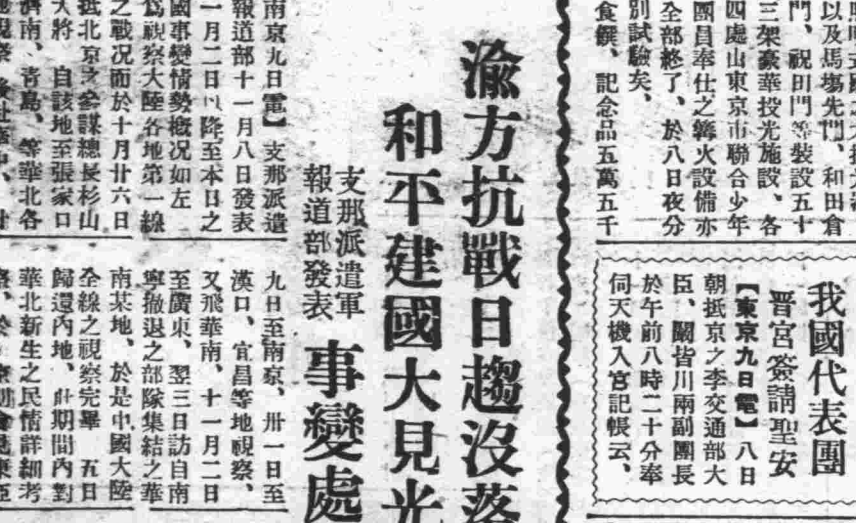 以及馬塲先門、和田倉
門、祝田門等裝設五十
三架豪華投光施設、各
四處山東京市聯合少年
團員奉仕之篝火設備亦
全部終了、於八日夜分
別試驗矣、
食饌、記念品五萬五千
我國代表團
晋宮簽請聖安
【東京九日電】八日
朝抵京之李交通部大
臣、關皆川兩副團長
於午前八時二十分奉
伺天機入宮記帳云、
渝方抗戰日趨沒落
和平建國大見光
支那派遣軍
報道部發表
事變處
南京九日電】支那派遣
報道部十一月八日發表
一月二日以降至本日之
國事變情勢概況如左
爲視察大陸各地第一線
之戰況而於十月廿六日
抵北京之參謀總長杉山
大將 自該地至張家口
濟南、靑島、等華北各
九日至南京、卅一日至
漢口、宜昌等地視察、
又飛華南、十一月二日
至廣東、翌三日訪自南
寧撤退之部隊集結之華
南某地、於是中國大陸
全線之視察完畢 五日
歸還內地、此期間內對
華北新生之民情詳細考